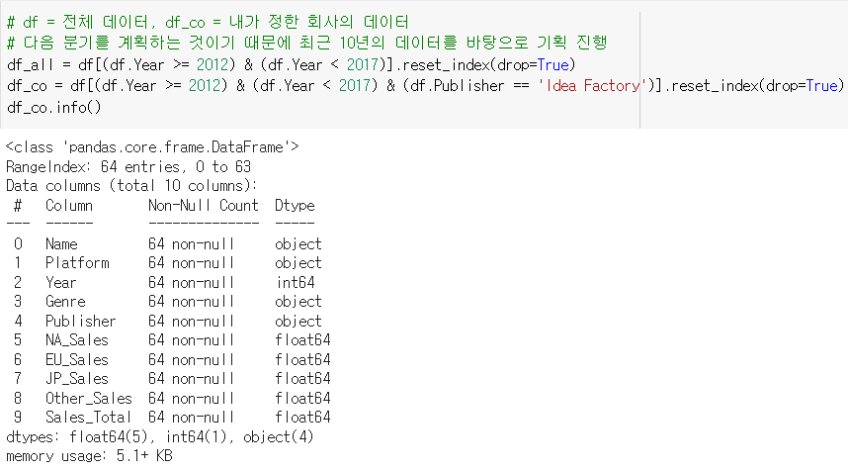 # df = 전체 데이터, df_co = 내가 정한 회사의 데이터
# 다음 분기를 계획하는 것이기 때문에 최근 10년의 데이터를 바탕으로 기획 진행
df_all = df[(df.Year >= 2012) & (df.Year < 2017)].reset_index(drop=True)
df_co = df[(df.Year >= 2012) & (df.Year < 2017) & (df.Publisher == 'Idea Factory')].reset_index(drop=True)
df_co.info()
<class 'pandas.core.frame.DataFrame'>
RangeIndex: 64 entries, 0 to 63
Data columns (total 10 columns):
 #   Column       Non-Null Count  Dtype
---  ------       --------------  -----
 0   Name         64 non-null     object
 1   Platform     64 non-null     object
 2   Year         64 non-null     int64
 3   Genre        64 non-null     object
 4   Publisher    64 non-null     object
 5   NA_Sales     64 non-null     float64
 6   EU_Sales     64 non-null     float64
 7   JP_Sales     64 non-null     float64
 8   Other_Sales  64 non-null     float64
 9   Sales_Total  64 non-null     float64
dtypes: float64(5), int64(1), object(4)
memory usage: 5.1+ KB